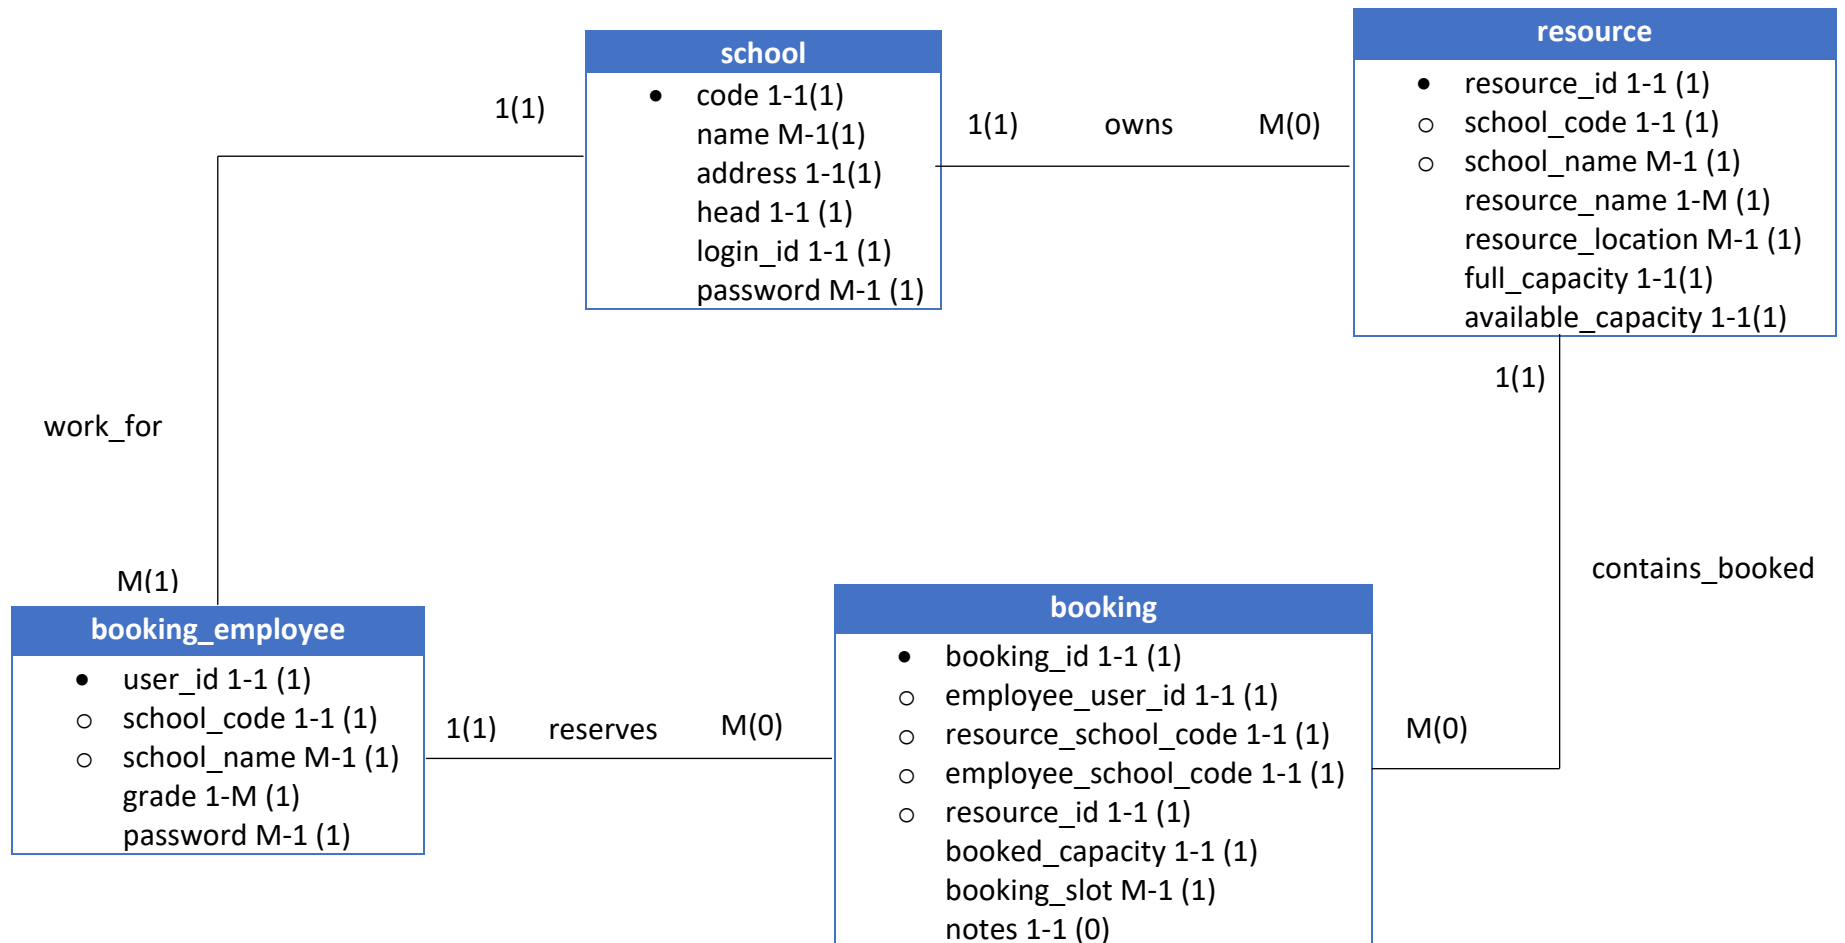 school
• code 1-1(1)
name M-1(1)
address 1-1(1)
head 1-1 (1)
login_id 1-1 (1)
password M-1 (1)
resource
• resource_id 1-1 (1)
○ school_code 1-1 (1)
○ school_name M-1 (1)
resource_name 1-M (1)
resource_location M-1 (1)
full_capacity 1-1(1)
available_capacity 1-1(1)
1(1)
1(1) owns M(0)
1(1)
work_for
M(1)
contains_booked
booking_employee
• user_id 1-1 (1)
○ school_code 1-1 (1)
○ school_name M-1 (1)
grade 1-M (1)
password M-1 (1)
1(1) reserves M(0)
booking
• booking_id 1-1 (1)
○ employee_user_id 1-1 (1)
○ resource_school_code 1-1 (1)
○ employee_school_code 1-1 (1)
○ resource_id 1-1 (1)
booked_capacity 1-1 (1)
booking_slot M-1 (1)
notes 1-1 (0)
M(0)